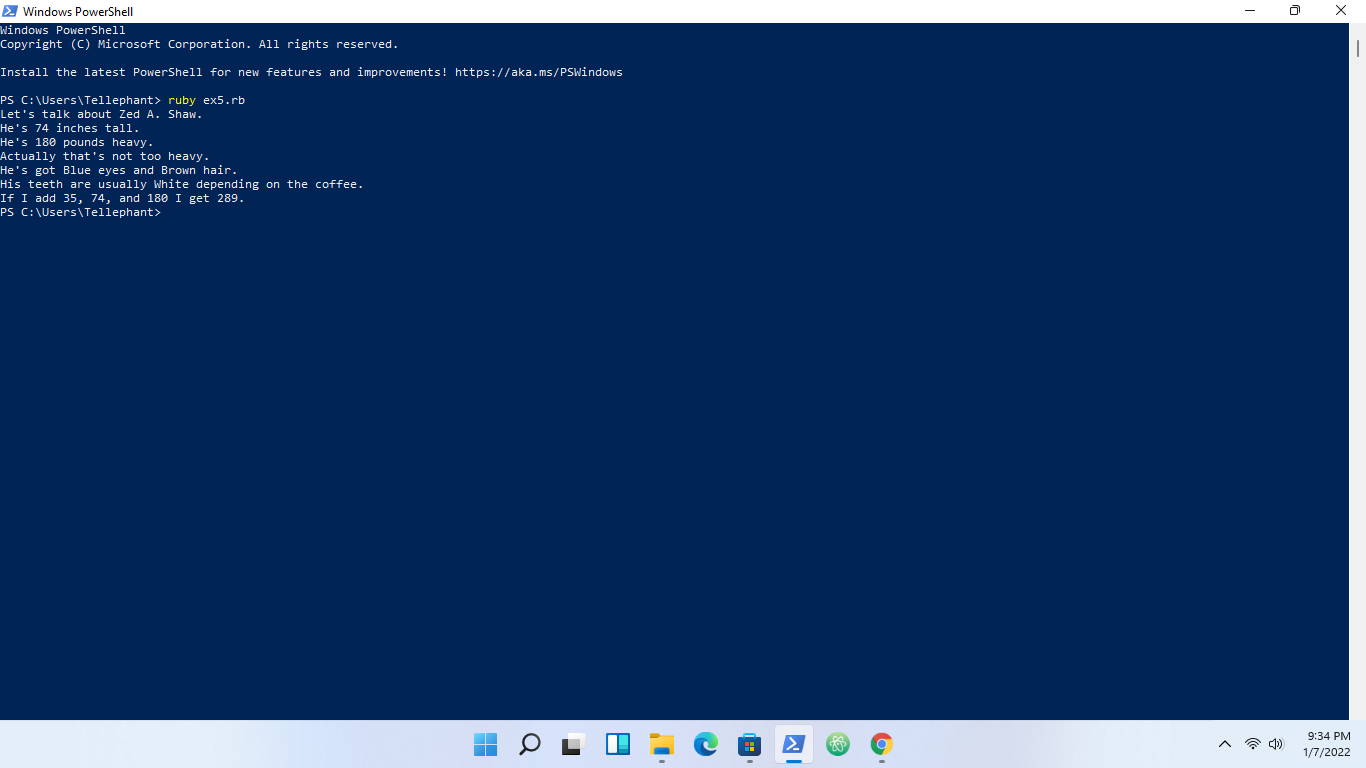 Windows PowerShell
Windows PowerShell
Copyright (C) Microsoft Corporation. All rights reserved.
Install the latest PowerShell for new features and improvements! https://aka.ms/PSWindows
PS C:\Users\Tellephant> ruby ex5.rb
Let's talk about Zed A. Shaw.
He's 74 inches tall.
He's 180 pounds heavy.
Actually that's not too heavy.
He's got Blue eyes and Brown hair.
His teeth are usually White depending on the coffee.
If I add 35, 74, and 180 I get 289.
PS C:\Users\Tellephant>
9:34 PM
1/7/2022